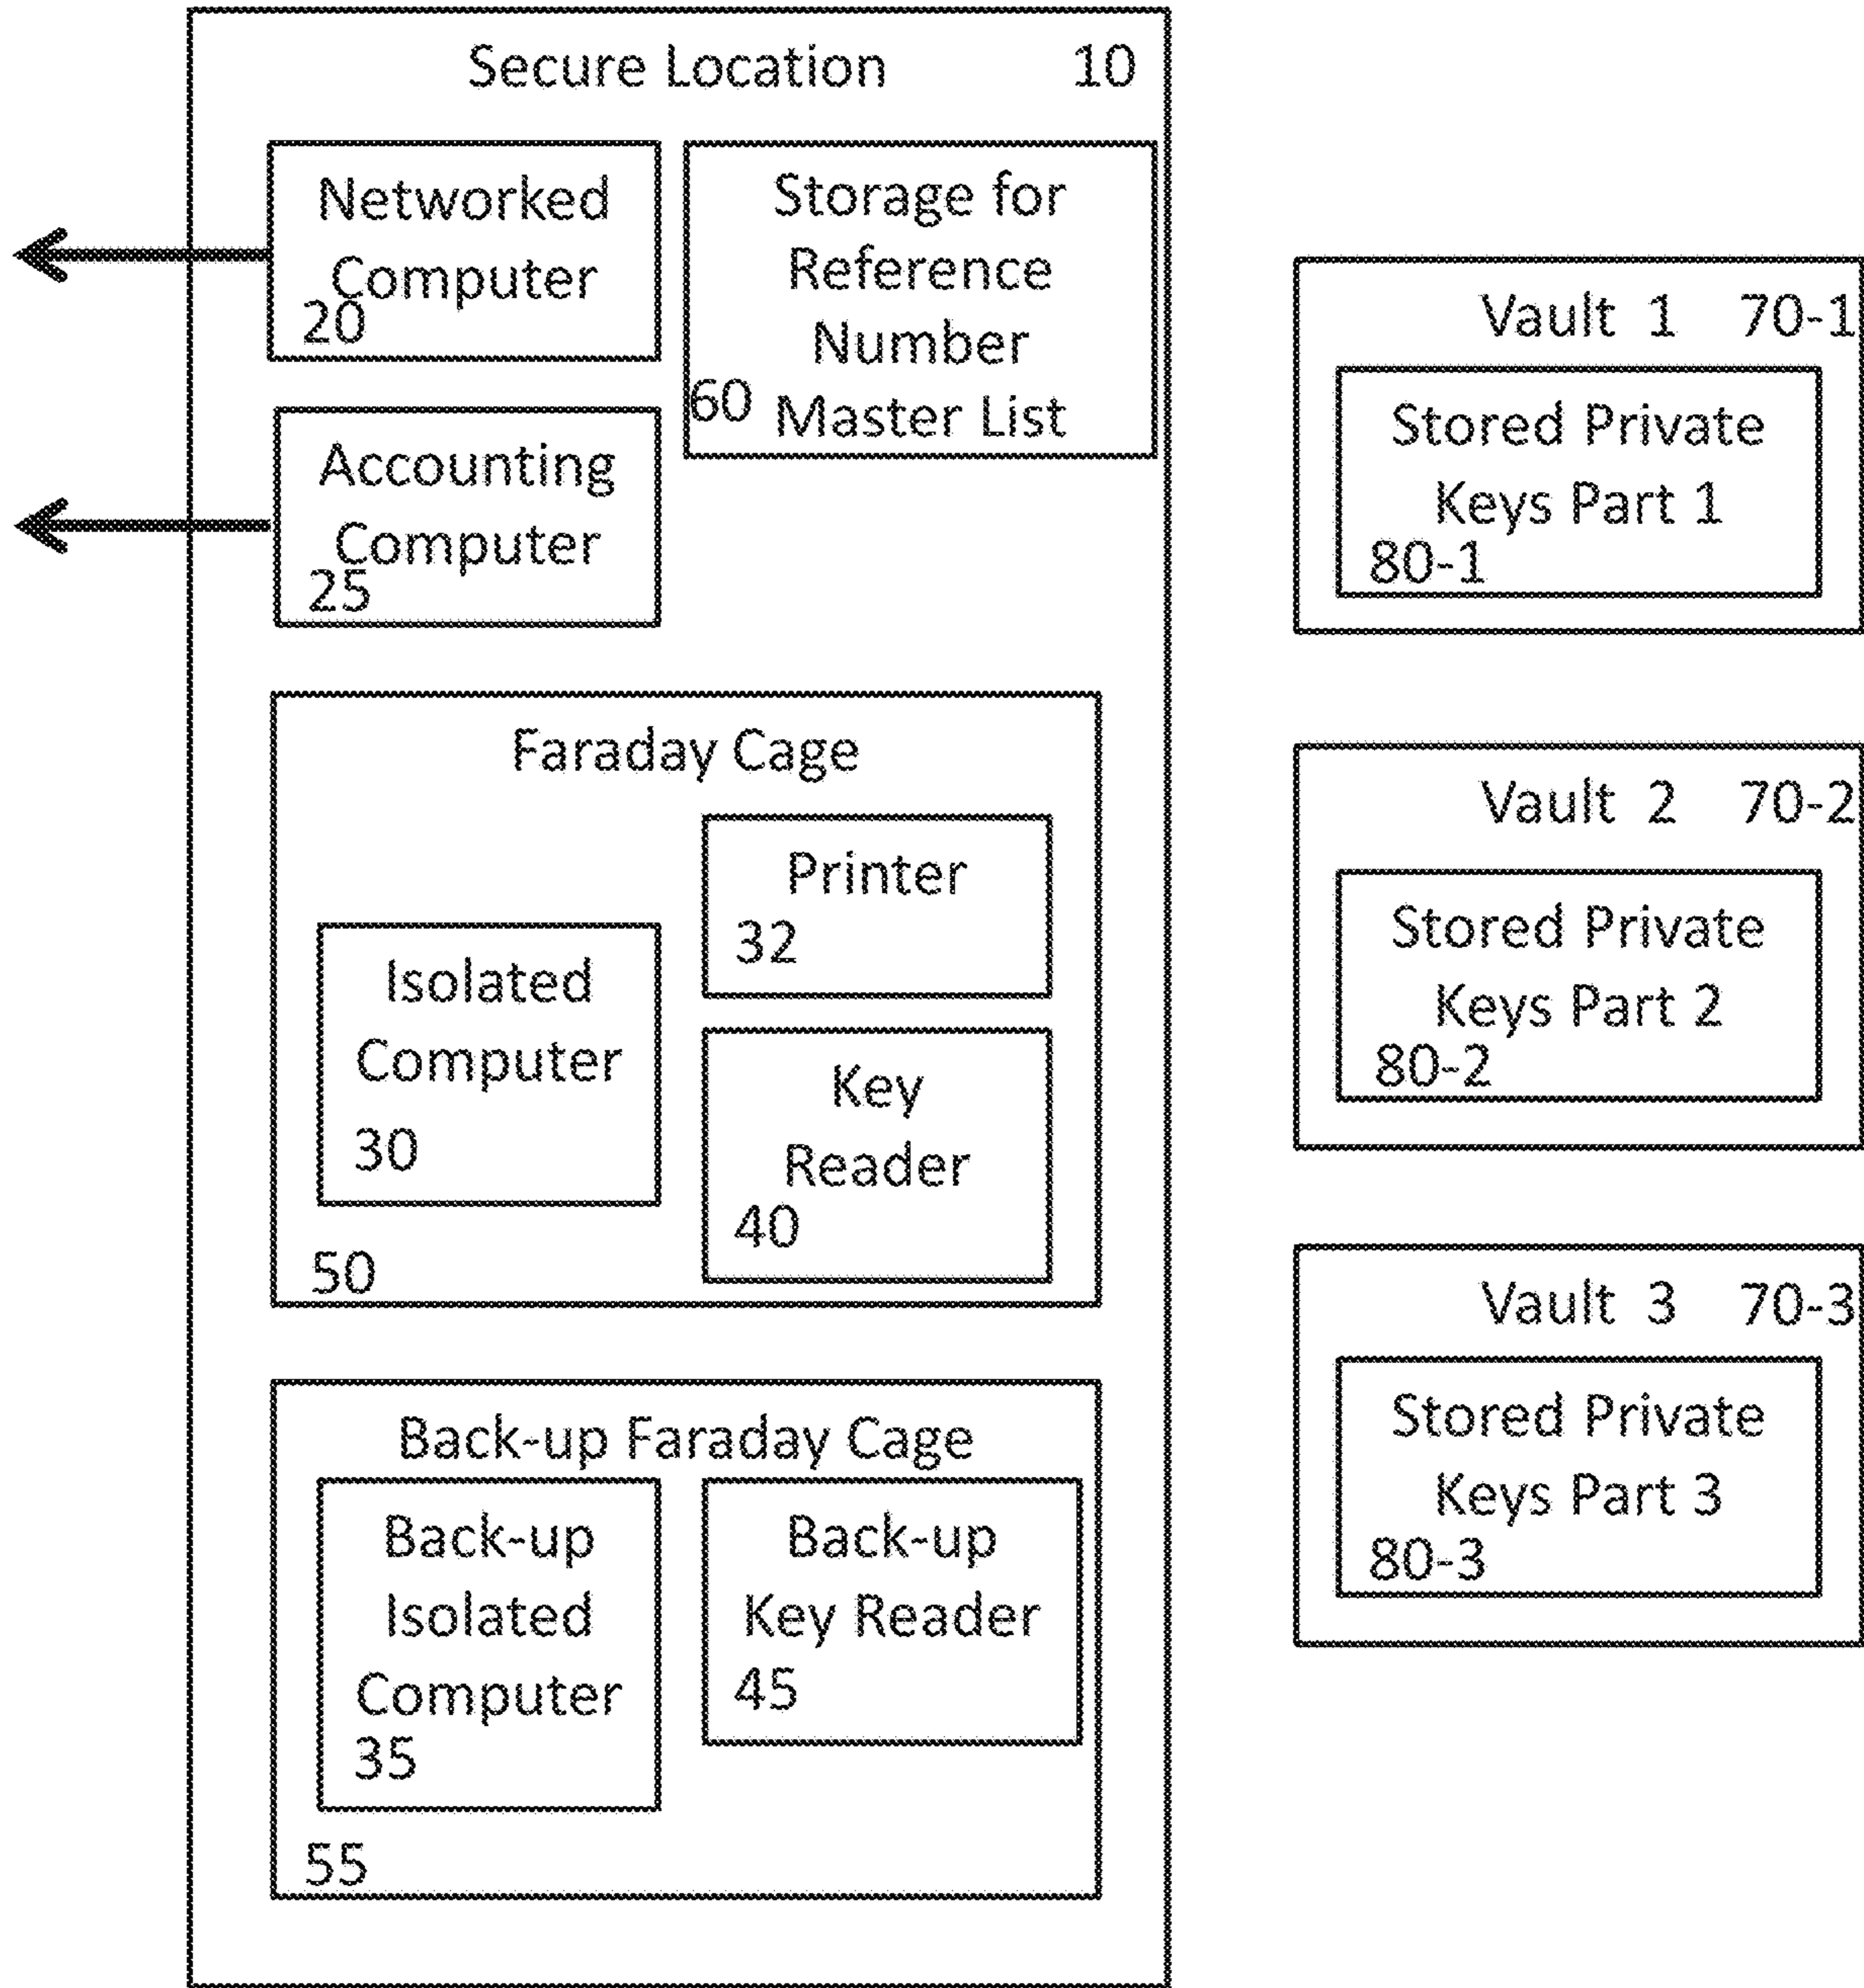 Secure Location 10
Networked
Computer
20
Storage for
Reference
Number
Master List
60
Accounting
Computer
25
Faraday Cage
Printer
32
Isolated
Computer
30
Key
Reader
40
50
Back-up Faraday Cage
Back-up
Isolated
Computer
35
Back-up
Key Reader
45
55
Vault 1 70-1
Stored Private
Keys Part 1
80-1
Vault 2 70-2
Stored Private
Keys Part 2
80-2
Vault 3 70-3
Stored Private
Keys Part 3
80-3